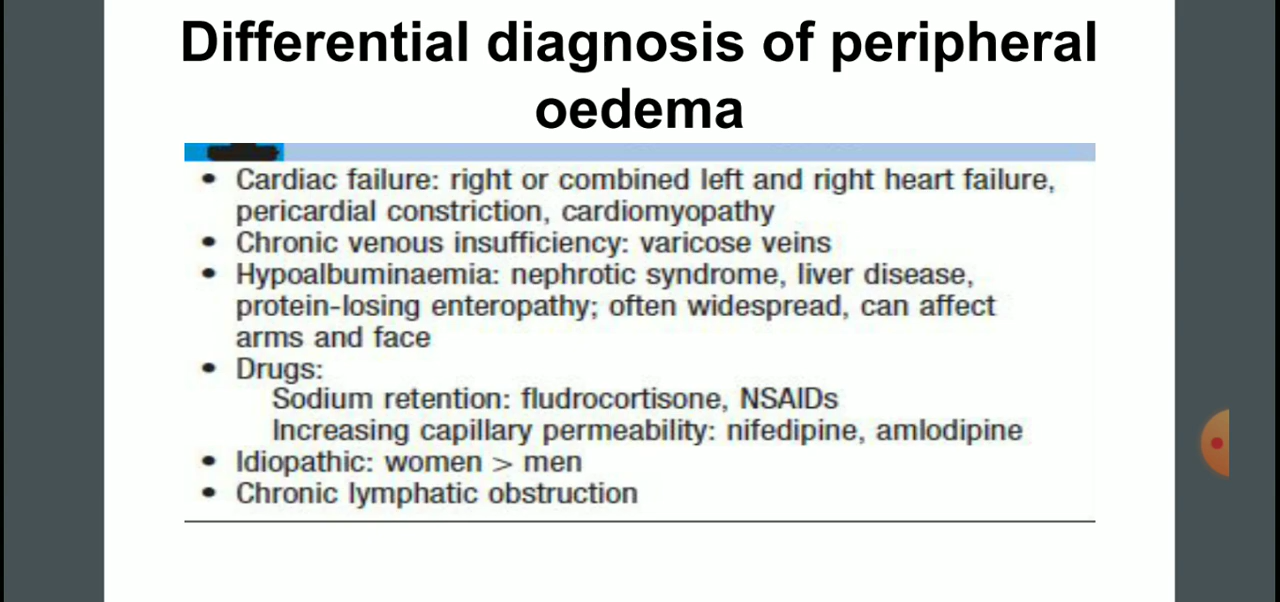 Differential diagnosis of peripheral
oedema
• Cardiac failure: right or combined left and right heart failure,
pericardial constriction, cardiomyopathy
• Chronic venous insufficiency: varicose veins
• Hypoalbuminaemia: nephrotic syndrome, liver disease,
protein-losing enteropathy; often widespread, can affect
arms and face
• Drugs:
Sodium retention: fludrocortisone, NSAIDs
Increasing capillary permeability: nifedipine, amlodipine
• Idiopathic: women > men
• Chronic lymphatic obstruction